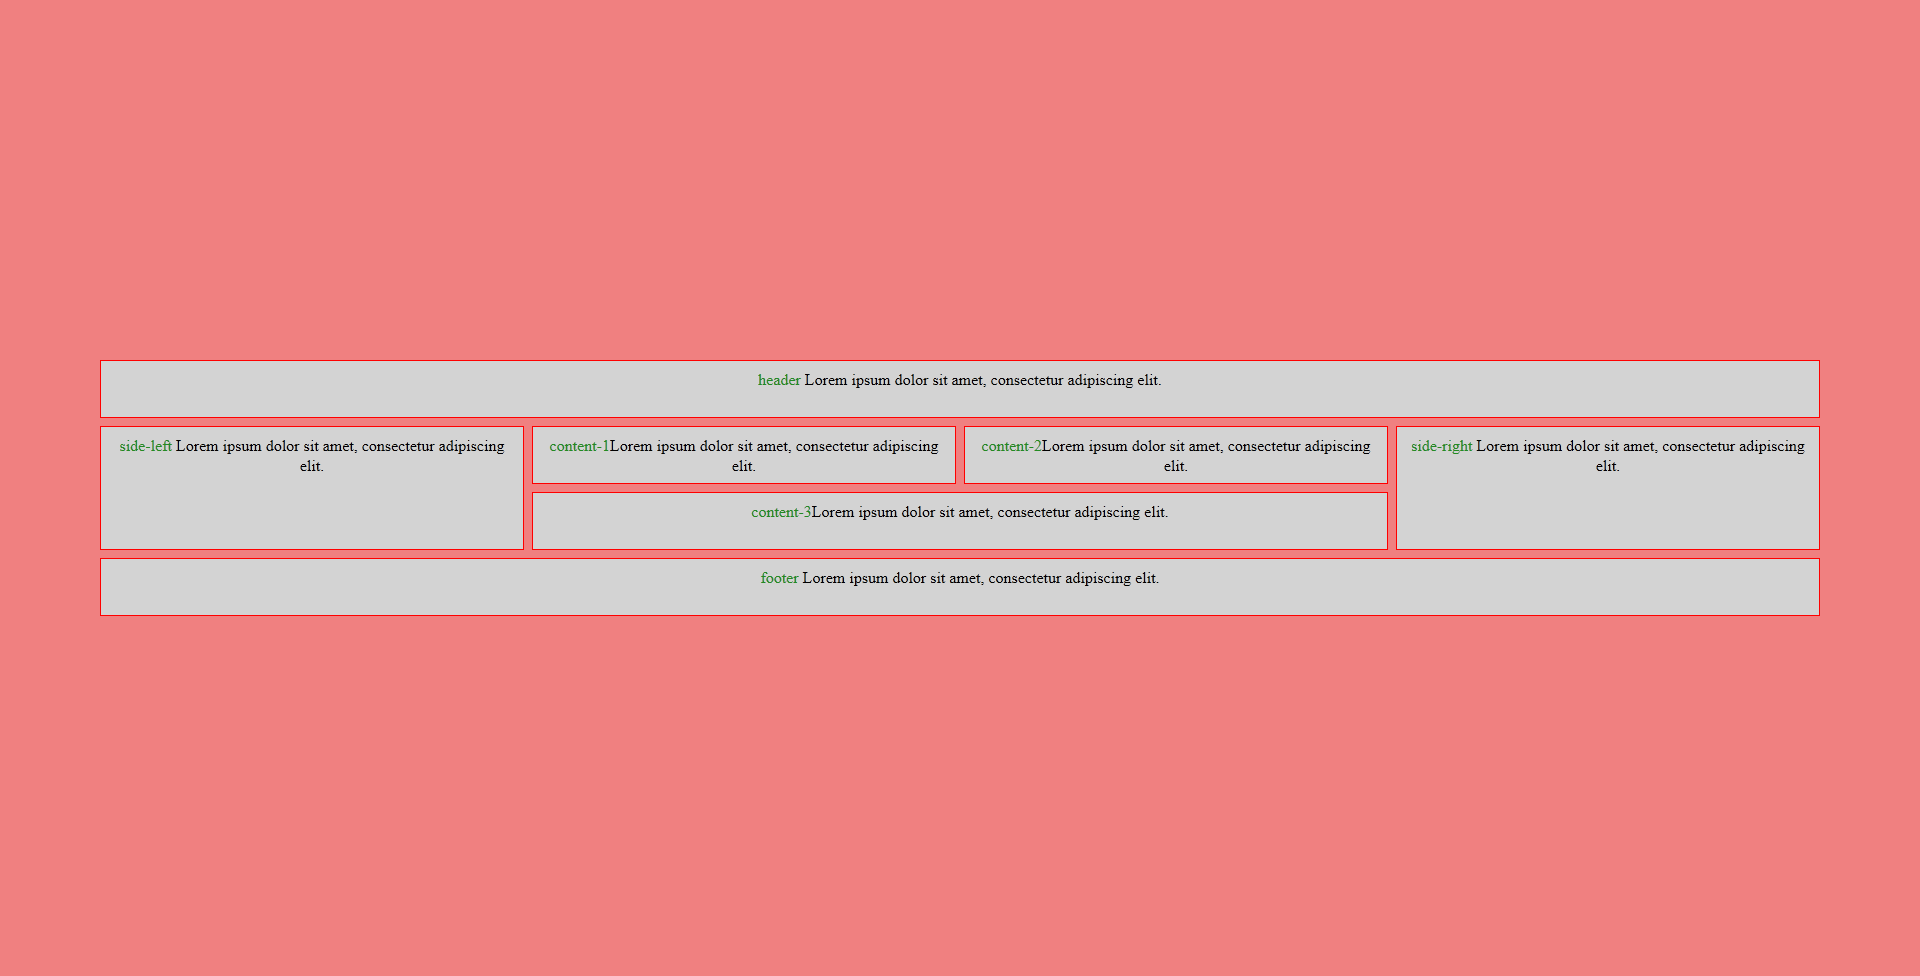 header Lorem ipsum dolor sit amet, consectetur adipiscing elit.
side-left Lorem ipsum dolor sit amet, consectetur adipiscing
elit.
content-1Lorem ipsum dolor sit amet, consectetur adipiscing
elit.
content-2Lorem ipsum dolor sit amet, consectetur adipiscing
elit.
side-right Lorem ipsum dolor sit amet, consectetur adipiscing
elit.
content-3Lorem ipsum dolor sit amet, consectetur adipiscing elit.
footer Lorem ipsum dolor sit amet, consectetur adipiscing elit.